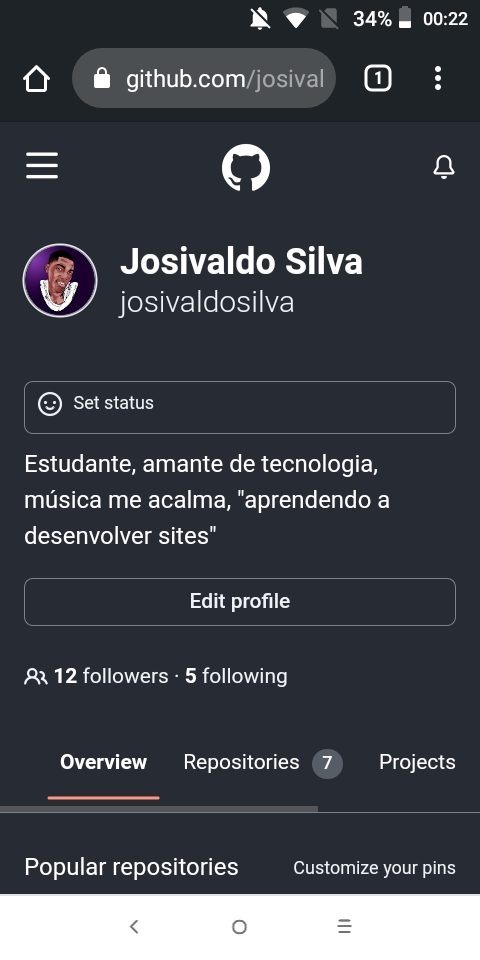 34% 00:22
github.com/josival 1
Josivaldo Silva
josivaldosilva
Set status
Estudante, amante de tecnologia,
música me acalma, "aprendendo a
desenvolver sites"
Edit profile
12 followers · 5 following
Overview Repositories 7 Projects
Popular repositories Customize your pins